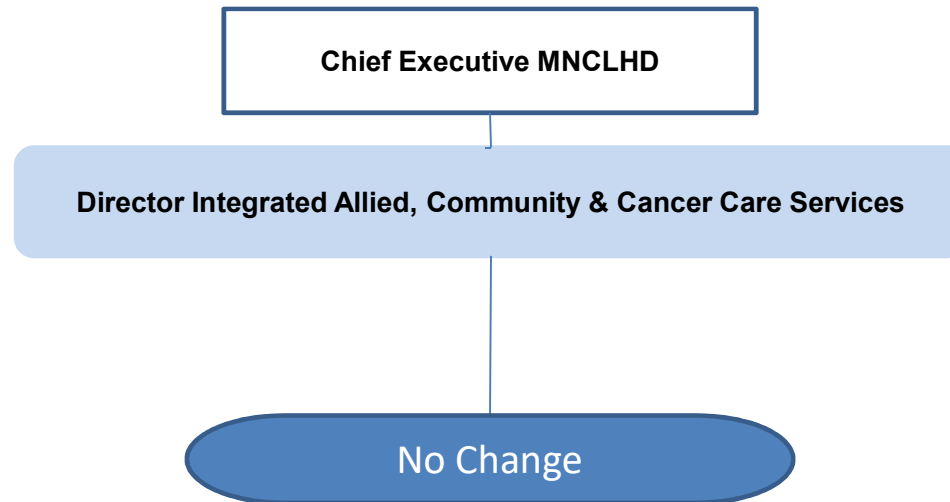 Chief Executive MNCLHD
Director Integrated Allied, Community & Cancer Care Services
No Change